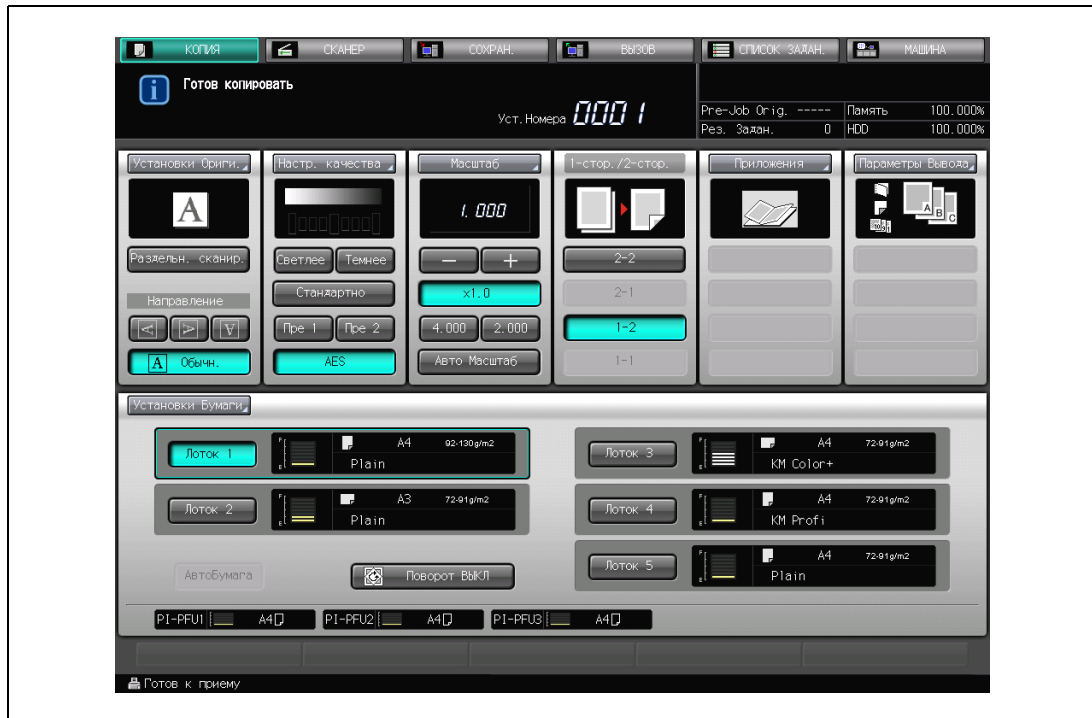 КОПИЯ СКАНЕР СОХРАН. ВЫЗОВ СПИСОК ЗАДАН. МАШИНА
Готов копировать
Уст.Номера 0001
Pre-Job Orig. ----- Память 100.000%
Рез. Задан. 0 HDD 100.000%
Установки Ориги. Настр. качества Масштаб 1-стор./2-стор. Приложения Параметры Вывода
A 1.000 A B C
Раздельн. сканир. Светлее Темнее − + 2-2
Стандартно x1.0 2-1
Направление
A A A Пре 1 Пре 2 4.000 2.000 1-2
A Обычн. AES Авто Масштаб 1-1
Установки Бумаги
Лоток 1 F E A4 92-130g/m2 Plain
Лоток 3 F E A4 72-91g/m2 KM Color+
Лоток 2 F E A3 72-91g/m2 Plain
Лоток 4 F E A4 72-91g/m2 KM Profi
АвтоБумага Поворот ВЫКЛ
Лоток 5 F E A4 72-91g/m2 Plain
PI-PFU1 A4 PI-PFU2 A4 PI-PFU3 A4
Готов к приему